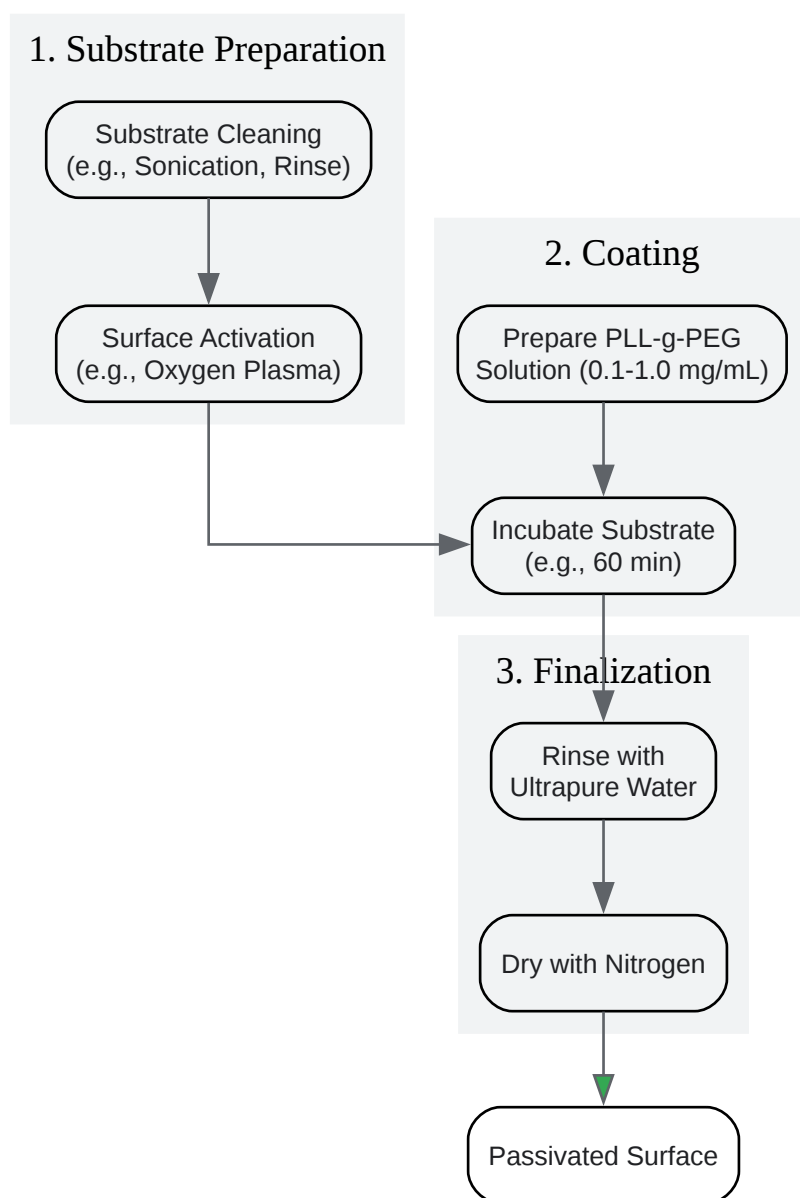 1. Substrate Preparation
Substrate Cleaning
(e.g., Sonication, Rinse)
Surface Activation
(e.g., Oxygen Plasma)
2. Coating
Prepare PLL-g-PEG
Solution (0.1-1.0 mg/mL)
Incubate Substrate
(e.g., 60 min)
3. Finalization
Rinse with
Ultrapure Water
Dry with Nitrogen
Passivated Surface